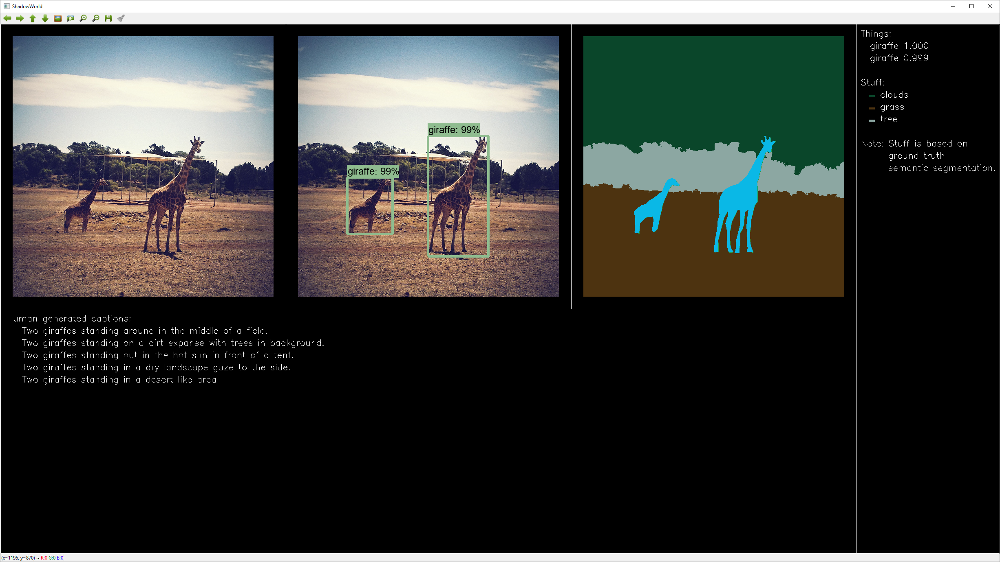 ShadowWorld
giraffe: 99%
giraffe: 99%
Things:
giraffe 1.000
giraffe 0.999
Stuff:
clouds
grass
tree
Note: Stuff is based on
ground truth
semantic segmentation.
Human generated captions:
Two giraffes standing around in the middle of a field.
Two giraffes standing on a dirt expanse with trees in background.
Two giraffes standing out in the hot sun in front of a tent.
Two giraffes standing in a dry landscape gaze to the side.
Two giraffes standing in a desert like area.
(x=1196, y=870) ~ R:0 G:0 B:0